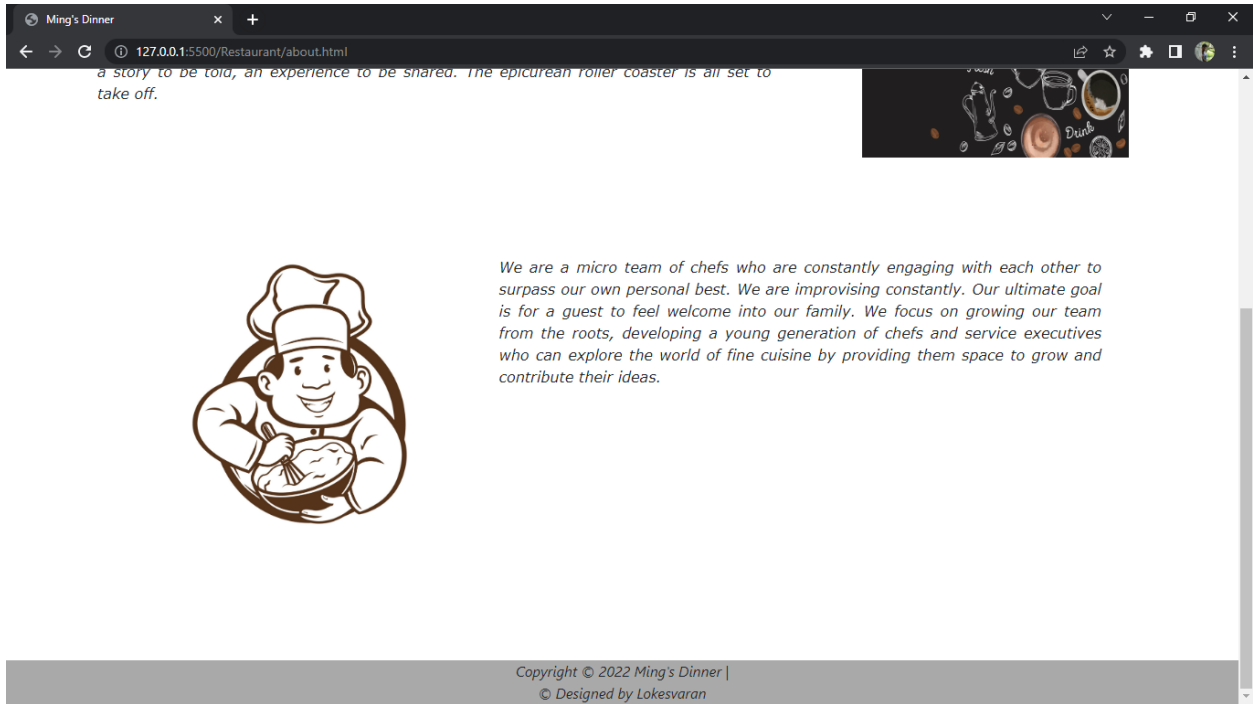 Ming's Dinner
127.0.0.1:5500/Restaurant/about.html
a story to be told, an experience to be shared. The epicurean roller coaster is all set to
take off.
Drink
We are a micro team of chefs who are constantly engaging with each other to
surpass our own personal best. We are improvising constantly. Our ultimate goal
is for a guest to feel welcome into our family. We focus on growing our team
from the roots, developing a young generation of chefs and service executives
who can explore the world of fine cuisine by providing them space to grow and
contribute their ideas.
Copyright © 2022 Ming's Dinner |
© Designed by Lokesvaran